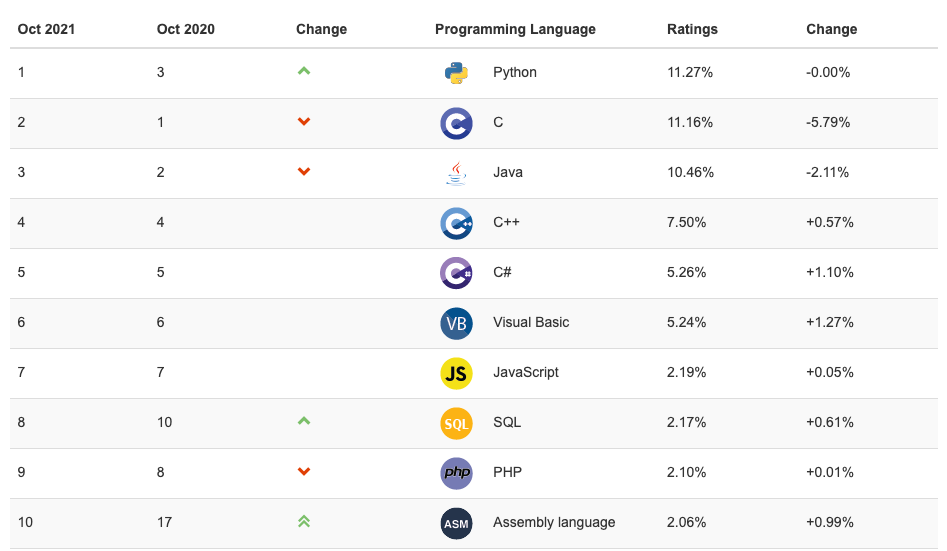 Oct 2021 Oct 2020 Change Programming Language Ratings Change
1 3 Python 11.27% -0.00%
2 1 C C 11.16% -5.79%
3 2 Java 10.46% -2.11%
4 4 C++ C++ 7.50% +0.57%
5 5 C# C# 5.26% +1.10%
6 6 VB Visual Basic 5.24% +1.27%
7 7 JS JavaScript 2.19% +0.05%
8 10 SQL SQL 2.17% +0.61%
9 8 php PHP 2.10% +0.01%
10 17 ASM Assembly language 2.06% +0.99%